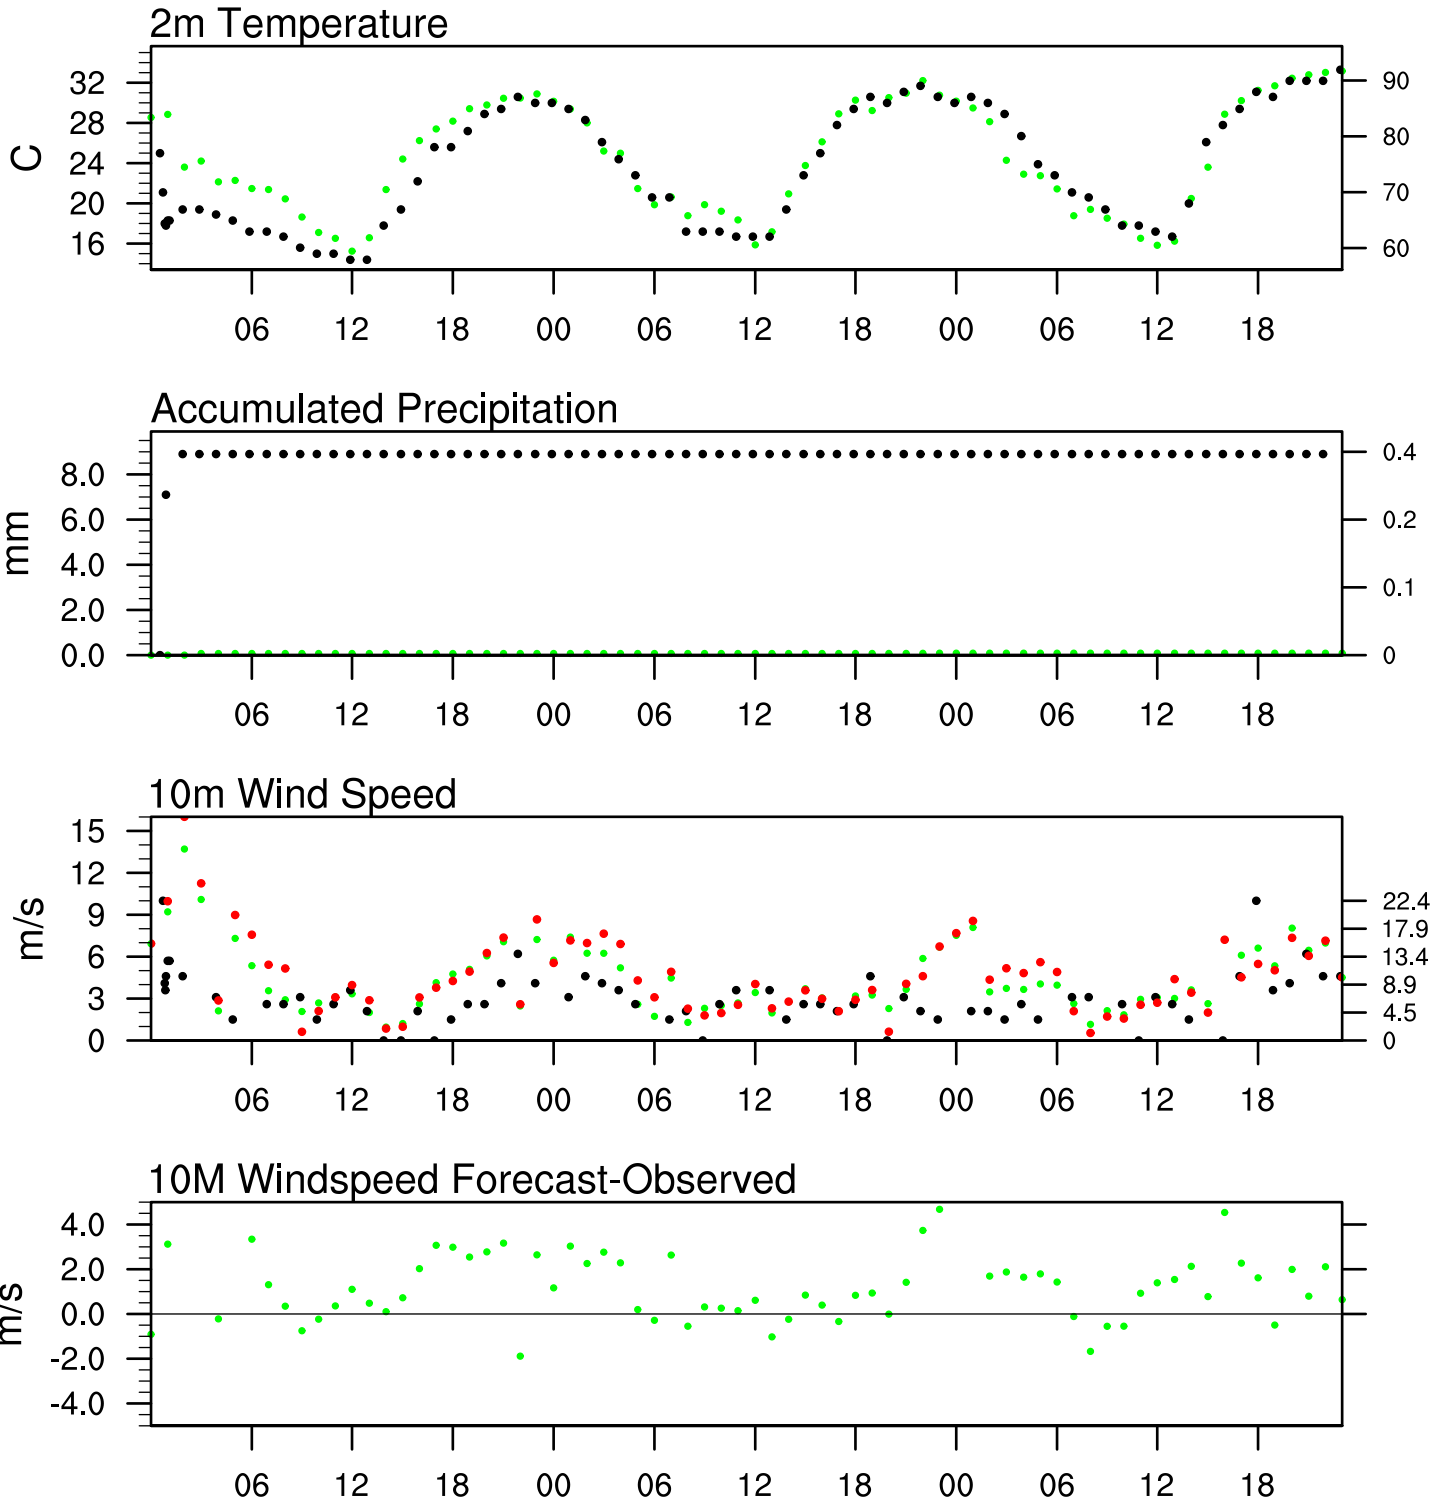 2m Temperature
C
32
28
24
20
16
90
80
70
60
06 12 18 00 06 12 18 00 06 12 18
Accumulated Precipitation
mm
8.0
6.0
4.0
2.0
0.0
0.4
0.2
0.1
0
06 12 18 00 06 12 18 00 06 12 18
10m Wind Speed
m/s
15
12
9
6
3
0
22.4
17.9
13.4
8.9
4.5
0
06 12 18 00 06 12 18 00 06 12 18
10M Windspeed Forecast-Observed
m/s
4.0
2.0
0.0
-2.0
-4.0
06 12 18 00 06 12 18 00 06 12 18